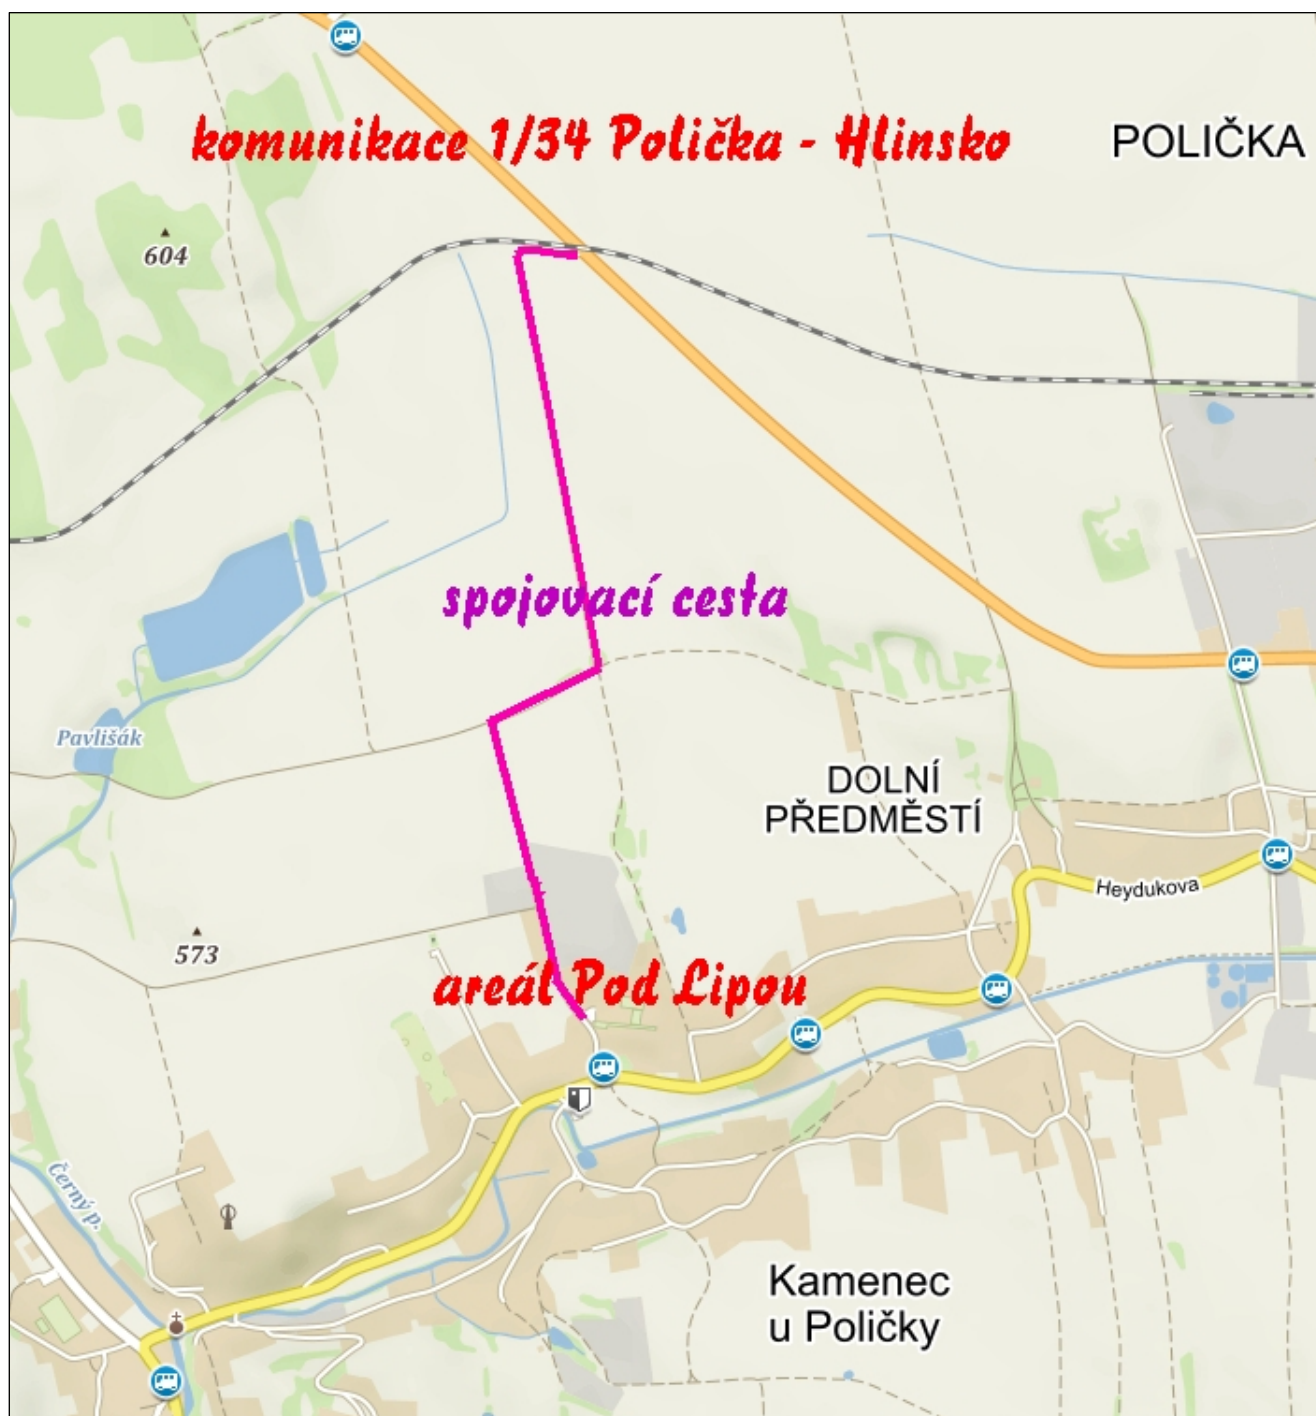 komunikace 1/34 Polička - Hlinsko
POLIČKA
604
spojovací cesta
Pavlišák
DOLNÍ
PŘEDMĚSTÍ
Heydukova
573
areál Pod Lipou
Černý p.
Kamenec
u Poličky